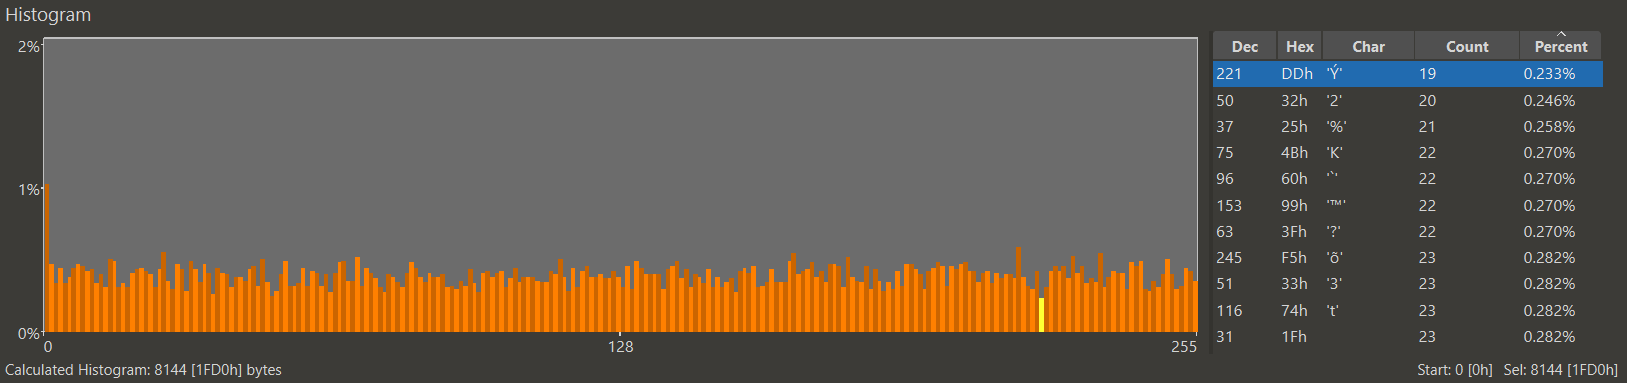 Histogram
2%
1%
0%
0 128 255
Dec Hex Char Count Percent
221 DDh 'Ý' 19 0.233%
50 32h '2' 20 0.246%
37 25h '%' 21 0.258%
75 4Bh 'K' 22 0.270%
96 60h '`' 22 0.270%
153 99h '™' 22 0.270%
63 3Fh '?' 22 0.270%
245 F5h 'õ' 23 0.282%
51 33h '3' 23 0.282%
116 74h 't' 23 0.282%
31 1Fh 23 0.282%
Calculated Histogram: 8144 [1FD0h] bytes
Start: 0 [0h] Sel: 8144 [1FD0h]